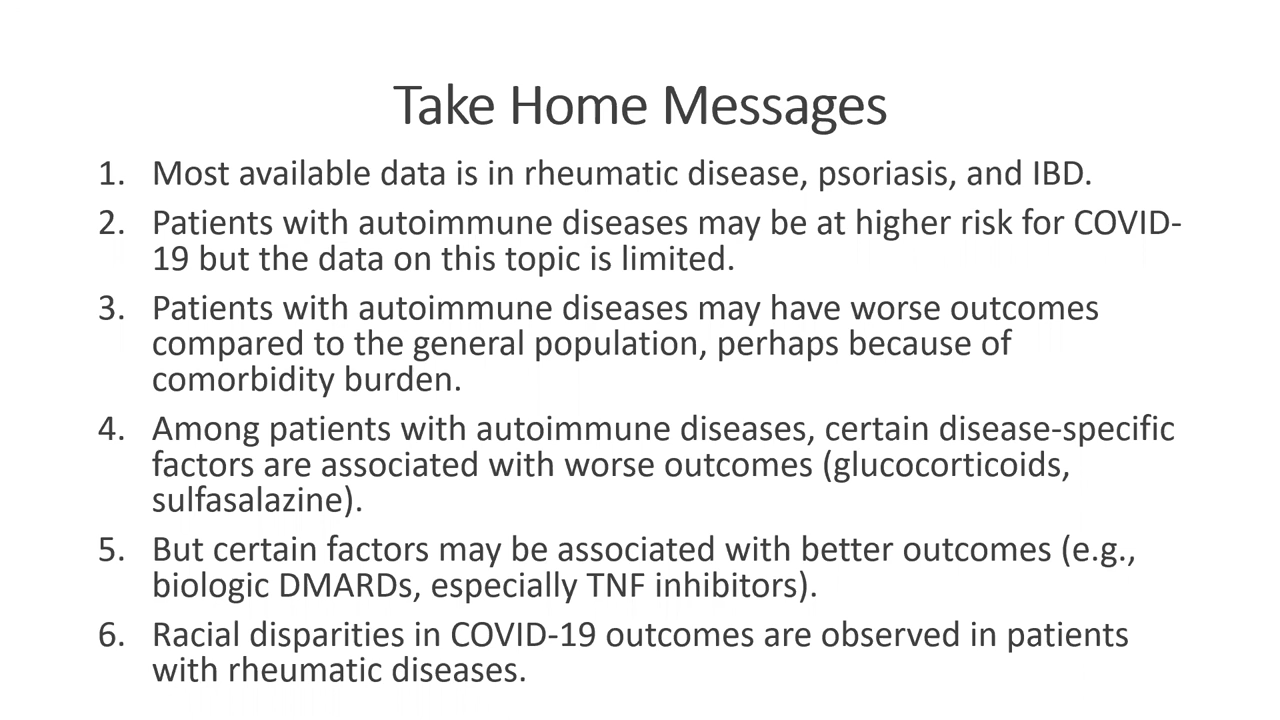 Take Home Messages
1. Most available data is in rheumatic disease, psoriasis, and IBD.
2. Patients with autoimmune diseases may be at higher risk for COVID-
19 but the data on this topic is limited.
3. Patients with autoimmune diseases may have worse outcomes
compared to the general population, perhaps because of
comorbidity burden.
4. Among patients with autoimmune diseases, certain disease-specific
factors are associated with worse outcomes (glucocorticoids,
sulfasalazine).
5. But certain factors may be associated with better outcomes (e.g.,
biologic DMARDs, especially TNF inhibitors).
6. Racial disparities in COVID-19 outcomes are observed in patients
with rheumatic diseases.